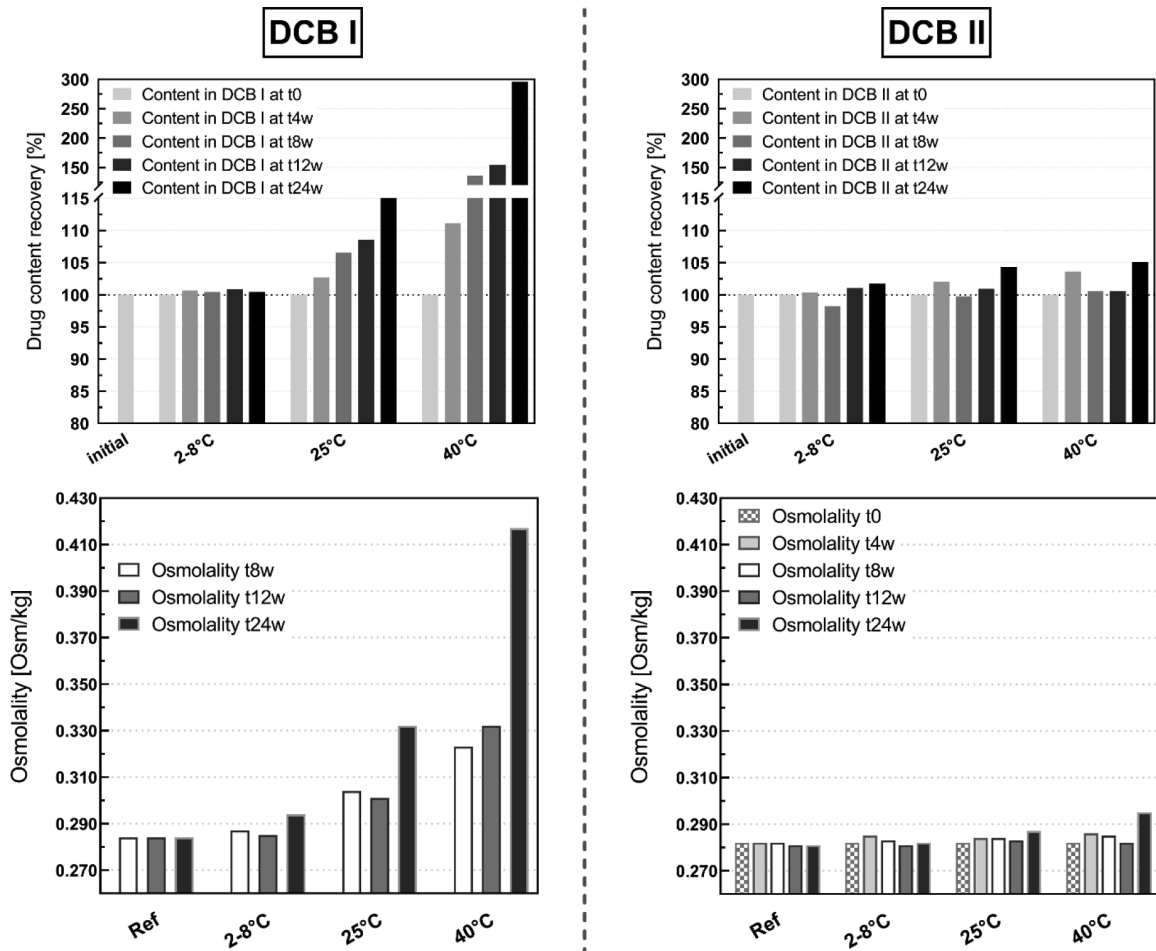 DCB I
DCB II
Drug content recovery [%]
300
250
200
150
115
110
105
100
95
90
85
80
Content in DCB I at t0
Content in DCB I at t4w
Content in DCB I at t8w
Content in DCB I at t12w
Content in DCB I at t24w
initial
2-8°C
25°C
40°C
Drug content recovery [%]
300
250
200
150
115
110
105
100
95
90
85
80
Content in DCB II at t0
Content in DCB II at t4w
Content in DCB II at t8w
Content in DCB II at t12w
Content in DCB II at t24w
initial
2-8°C
25°C
40°C
Osmolality [Osm/kg]
0.430
0.410
0.390
0.370
0.350
0.330
0.310
0.290
0.270
Osmolality t8w
Osmolality t12w
Osmolality t24w
Ref
2-8°C
25°C
40°C
Osmolality [Osm/kg]
0.430
0.410
0.390
0.370
0.350
0.330
0.310
0.290
0.270
Osmolality t0
Osmolality t4w
Osmolality t8w
Osmolality t12w
Osmolality t24w
Ref
2-8°C
25°C
40°C